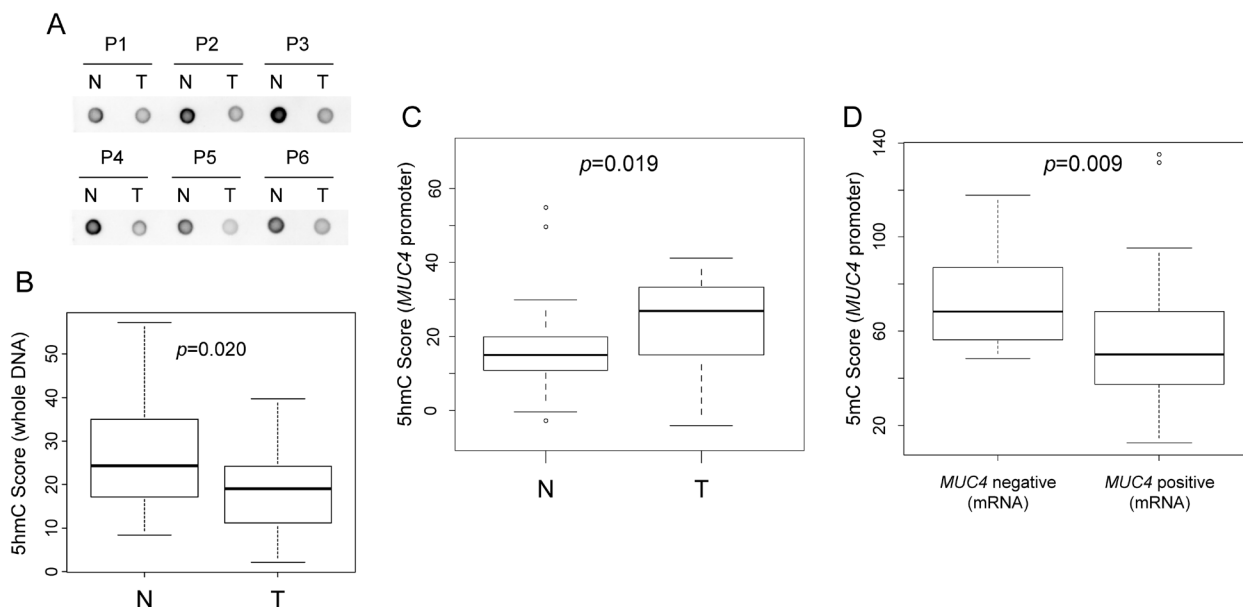 A
P1 P2 P3
N T N T N T
P4 P5 P6
N T N T N T
B
5hmC Score (whole DNA)
50
40
30
20
10
0
p=0.020
N T
C
5hmC Score (MUC4 promoter)
60
40
20
0
p=0.019
N T
D
5mC Score (MUC4 promoter)
140
100
60
20
p=0.009
MUC4 negative MUC4 positive
(mRNA) (mRNA)